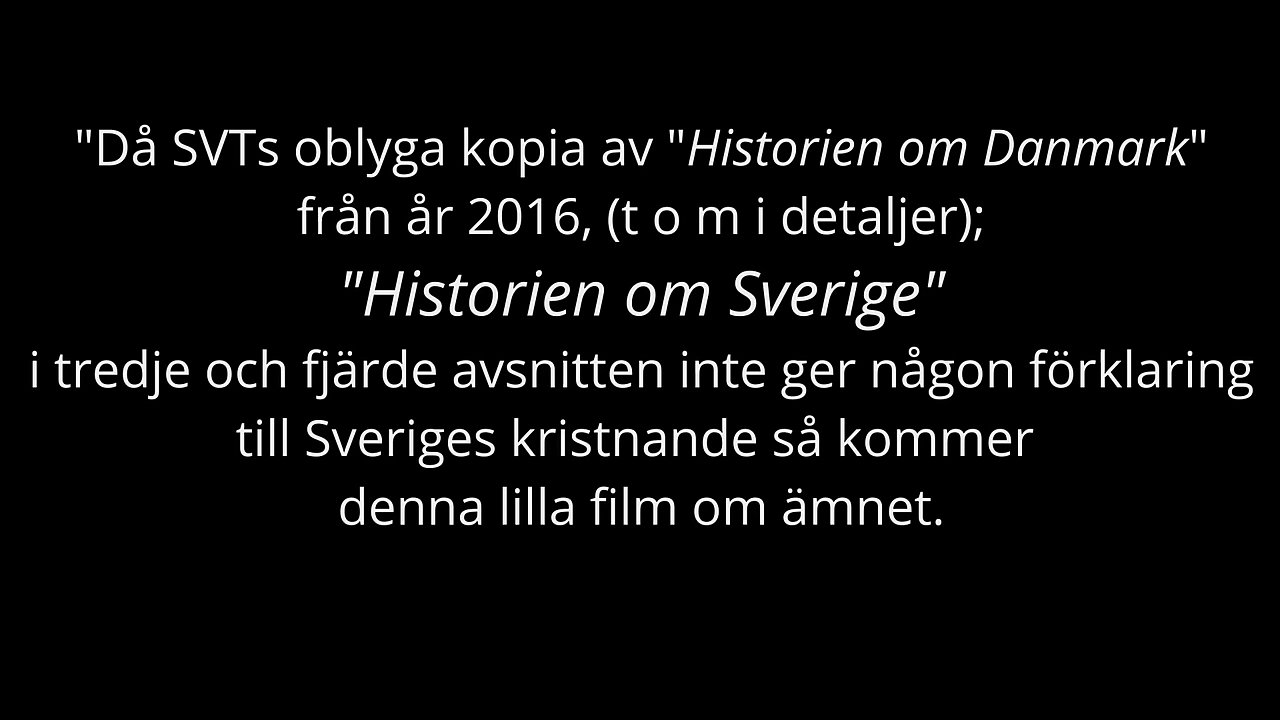 "Då SVTs oblyga kopia av "Historien om Danmark"
från år 2016, (t o m i detaljer);
"Historien om Sverige"
i tredje och fjärde avsnitten inte ger någon förklaring
till Sveriges kristnande så kommer
denna lilla film om ämnet.